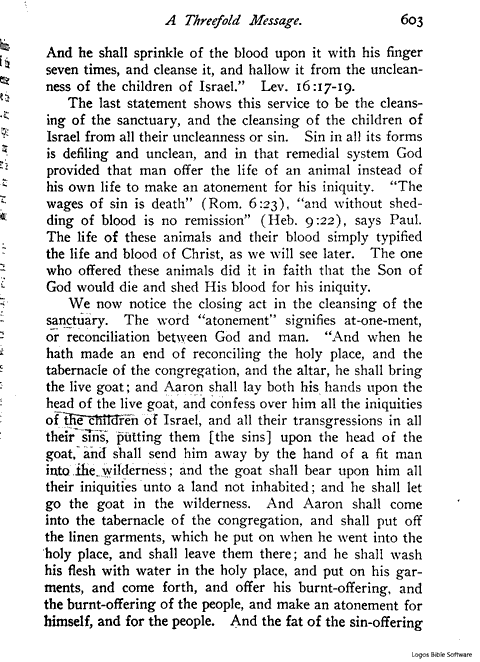 A Threefold Message. 603
And he shall sprinkle of the blood upon it with his finger
seven times, and cleanse it, and hallow it from the unclean-
ness of the children of Israel.” Lev. 16:17-19.
The last statement shows this service to be the cleans-
ing of the sanctuary, and the cleansing of the children of
Israel from all their uncleanness or sin. Sin in all its forms
is defiling and unclean, and in that remedial system God
provided that man offer the life of an animal instead of
his own life to make an atonement for his iniquity. “The
wages of sin is death” (Rom. 6:23), “and without shed-
ding of blood is no remission” (Heb. 9:22), says Paul.
The life of these animals and their blood simply typified
the life and blood of Christ, as we will see later. The one
who offered these animals did it in faith that the Son of
God would die and shed His blood for his iniquity.
We now notice the closing act in the cleansing of the
sanctuary. The word “atonement” signifies at-one-ment,
or reconciliation between God and man. “And when he
hath made an end of reconciling the holy place, and the
tabernacle of the congregation, and the altar, he shall bring
the live goat; and Aaron shall lay both his hands upon the
head of the live goat, and confess over him all the iniquities
of the children of Israel, and all their transgressions in all
their sins, putting them [the sins] upon the head of the
goat, and shall send him away by the hand of a fit man
into the wilderness; and the goat shall bear upon him all
their iniquities unto a land not inhabited; and he shall let
go the goat in the wilderness. And Aaron shall come
into the tabernacle of the congregation, and shall put off
the linen garments, which he put on when he went into the
holy place, and shall leave them there; and he shall wash
his flesh with water in the holy place, and put on his gar-
ments, and come forth, and offer his burnt-offering, and
the burnt-offering of the people, and make an atonement for
himself, and for the people. And the fat of the sin-offering
Logos Bible Software